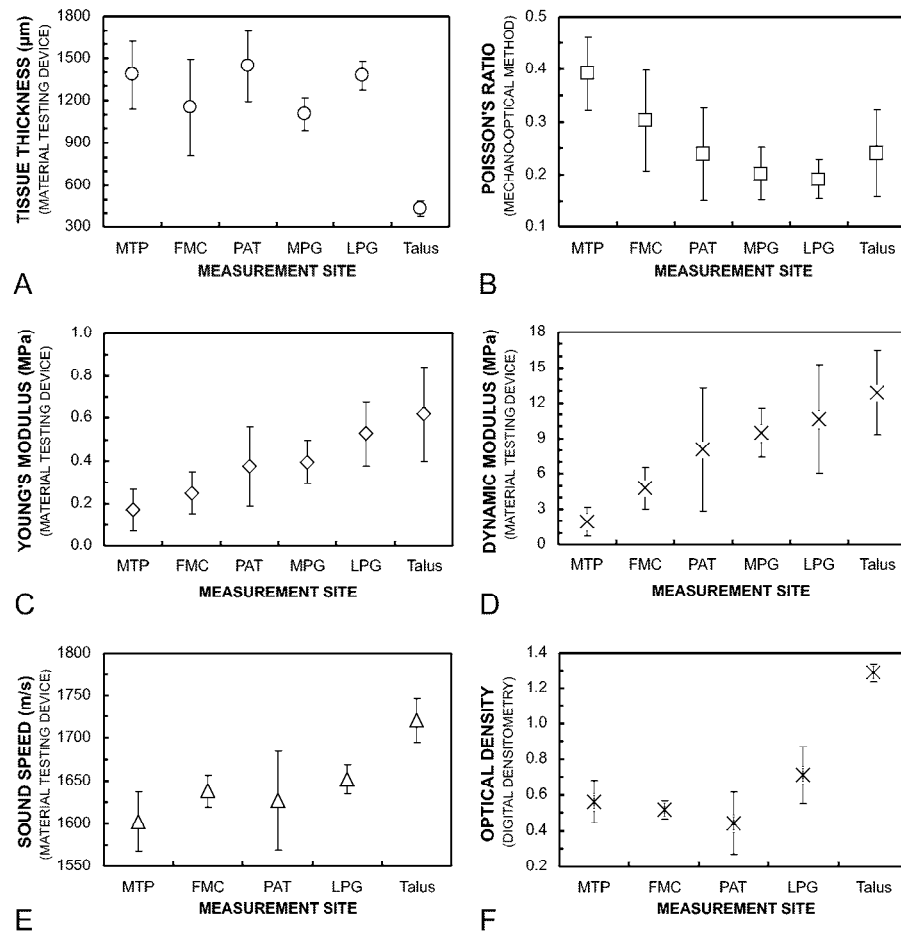 TISSUE THICKNESS (µm)
(MATERIAL TESTING DEVICE)
1800
1500
1200
900
600
300
MTP FMC PAT MPG LPG Talus
MEASUREMENT SITE
A
POISSON'S RATIO
(MECHANO-OPTICAL METHOD)
0.5
0.4
0.3
0.2
0.1
MTP FMC PAT MPG LPG Talus
MEASUREMENT SITE
B
YOUNG'S MODULUS (MPa)
(MATERIAL TESTING DEVICE)
1.0
0.8
0.6
0.4
0.2
0.0
MTP FMC PAT MPG LPG Talus
MEASUREMENT SITE
C
DYNAMIC MODULUS (MPa)
(MATERIAL TESTING DEVICE)
18
15
12
9
6
3
0
MTP FMC PAT MPG LPG Talus
MEASUREMENT SITE
D
SOUND SPEED (m/s)
(MATERIAL TESTING DEVICE)
1800
1750
1700
1650
1600
1550
MTP FMC PAT LPG Talus
MEASUREMENT SITE
E
OPTICAL DENSITY
(DIGITAL DENSITOMETRY)
1.4
1.2
1.0
0.8
0.6
0.4
0.2
MTP FMC PAT LPG Talus
MEASUREMENT SITE
F